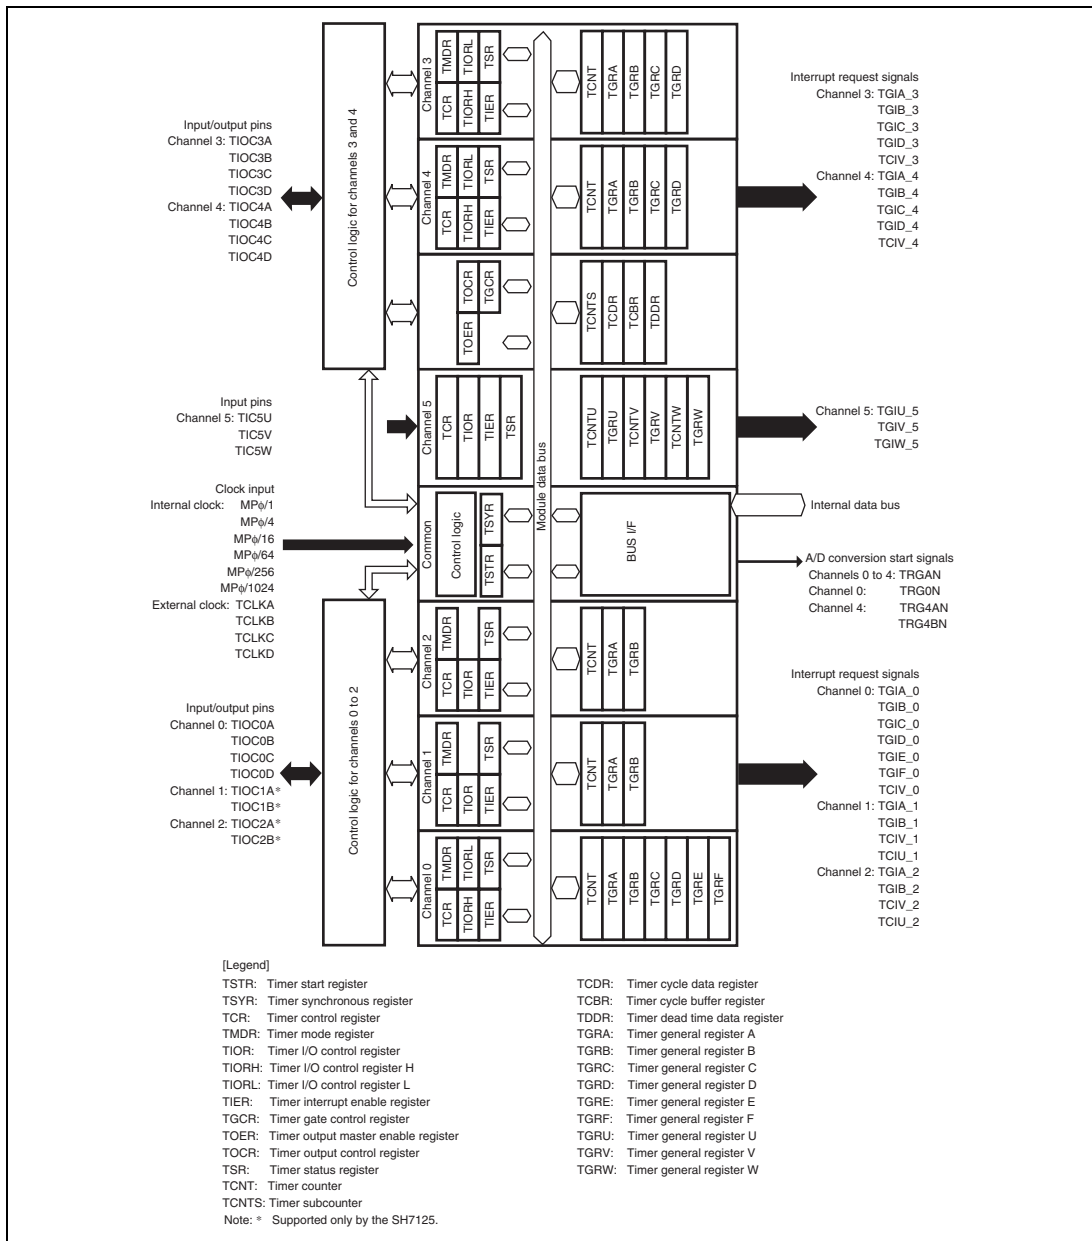 Input/output pins
Channel 3: TIOC3A
TIOC3B
TIOC3C
TIOC3D
Channel 4: TIOC4A
TIOC4B
TIOC4C
TIOC4D
Input pins
Channel 5: TIC5U
TIC5V
TIC5W
Clock input
Internal clock: MPφ/1
MPφ/4
MPφ/16
MPφ/64
MPφ/256
MPφ/1024
External clock: TCLKA
TCLKB
TCLKC
TCLKD
Input/output pins
Channel 0: TIOC0A
TIOC0B
TIOC0C
TIOC0D
Channel 1: TIOC1A*
TIOC1B*
Channel 2: TIOC2A*
TIOC2B*
Control logic for channels 3 and 4
Control logic for channels 0 to 2
Channel 3
TCR
TMDR
TIORH
TIORL
TIER
TSR
TCNT
TGRA
TGRB
TGRC
TGRD
Channel 4
TCR
TMDR
TIORH
TIORL
TIER
TSR
TCNT
TGRA
TGRB
TGRC
TGRD
TOER
TOCR
TGCR
TCNTS
TCDR
TCBR
TDDR
Channel 5
TCR
TIOR
TIER
TSR
TCNTU
TGRU
TCNTV
TGRV
TCNTW
TGRW
Module data bus
Common
Control logic
TSTR
TSYR
BUS I/F
Channel 2
TCR
TMDR
TIOR
TIER
TSR
TCNT
TGRA
TGRB
Channel 1
TCR
TMDR
TIOR
TIER
TSR
TCNT
TGRA
TGRB
Channel 0
TCR
TMDR
TIORH
TIORL
TIER
TSR
TCNT
TGRA
TGRB
TGRC
TGRD
TGRE
TGRF
Interrupt request signals
Channel 3: TGIA_3
TGIB_3
TGIC_3
TGID_3
TCIV_3
Channel 4: TGIA_4
TGIB_4
TGIC_4
TGID_4
TCIV_4
Channel 5: TGIU_5
TGIV_5
TGIW_5
Internal data bus
A/D conversion start signals
Channels 0 to 4: TRGAN
Channel 0: TRG0N
Channel 4: TRG4AN
TRG4BN
Interrupt request signals
Channel 0: TGIA_0
TGIB_0
TGIC_0
TGID_0
TGIE_0
TGIF_0
TCIV_0
Channel 1: TGIA_1
TGIB_1
TCIV_1
TCIU_1
Channel 2: TGIA_2
TGIB_2
TCIV_2
TCIU_2
[Legend]
TSTR: Timer start register
TSYR: Timer synchronous register
TCR: Timer control register
TMDR: Timer mode register
TIOR: Timer I/O control register
TIORH: Timer I/O control register H
TIORL: Timer I/O control register L
TIER: Timer interrupt enable register
TGCR: Timer gate control register
TOER: Timer output master enable register
TOCR: Timer output control register
TSR: Timer status register
TCNT: Timer counter
TCNTS: Timer subcounter
TCDR: Timer cycle data register
TCBR: Timer cycle buffer register
TDDR: Timer dead time data register
TGRA: Timer general register A
TGRB: Timer general register B
TGRC: Timer general register C
TGRD: Timer general register D
TGRE: Timer general register E
TGRF: Timer general register F
TGRU: Timer general register U
TGRV: Timer general register V
TGRW: Timer general register W
Note: * Supported only by the SH7125.